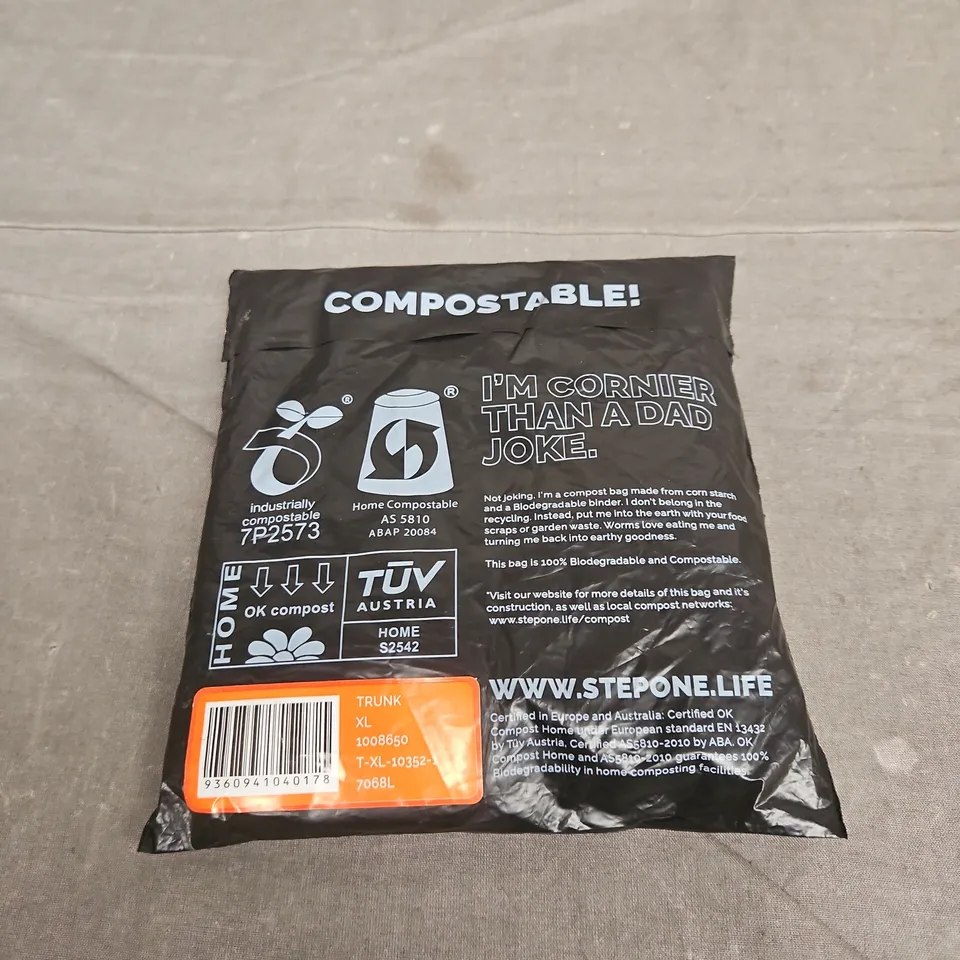 COMPOSTABLE!
®
®
industrially
compostable
7P2573
Home Compostable
AS 5810
ABAP 20084
I'M CORNIER
THAN A DAD
JOKE.
Not joking. I'm a compost bag made from corn starch
and a Biodegradable binder. I don't belong in the
recycling. Instead, put me into the earth with your food
scraps or garden waste. Worms love eating me and
turning me back into earthy goodness.
This bag is 100% Biodegradable and Compostable.
*Visit our website for more details of this bag and it's
construction, as well as local compost networks:
www.stepone.life/compost
HOME
OK compost
TÜV
AUSTRIA
HOME
S2542
WWW.STEPONE.LIFE
Certified in Europe and Australia: Certified OK
Compost Home under European standard EN 13432
by Tüv Austria. Certified AS5810-2010 by ABA. OK
Compost Home and AS5810-2010 guarantees 100%
Biodegradability in home composting facilities.
TRUNK
XL
1008650
T-XL-10352-1
7068L
9360941040178